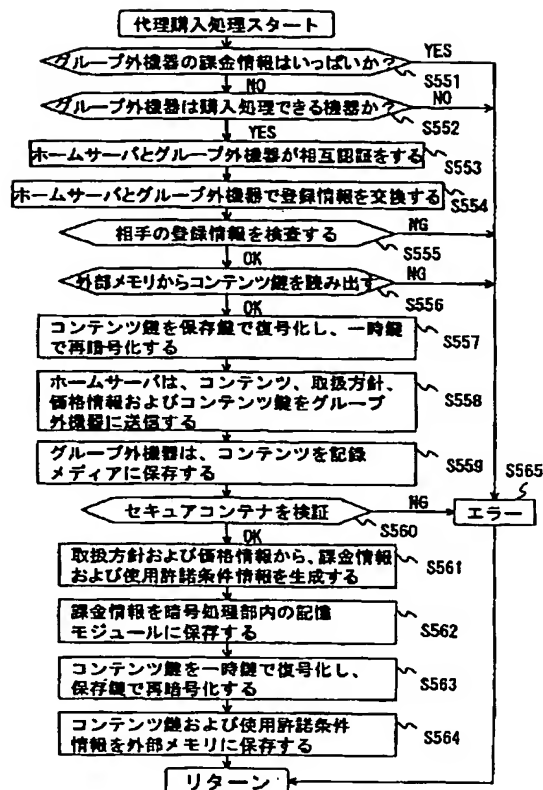 代理購入処理スタート
グループ外機器の課金情報はいっぱいか?
YES
S551
NO
グループ外機器は購入処理できる機器か?
NO
S552
YES
ホームサーバとグループ外機器が相互認証をする
S553
ホームサーバとグループ外機器で登録情報を交換する
S554
相手の登録情報を検査する
NG
S555
OK
外部メモリからコンテンツ鍵を読み出す
NG
S556
OK
コンテンツ鍵を保存鍵で復号化し、一時鍵
で再暗号化する
S557
ホームサーバは、コンテンツ、取扱方針、
価格情報およびコンテンツ鍵をグループ
外機器に送信する
S558
グループ外機器は、コンテンツを記録
メディアに保存する
S559
セキュアコンテナを検証
NG
S560
エラー
S565
OK
取扱方針および価格情報から、課金情報
および使用許諾条件情報を生成する
S561
課金情報を暗号処理部内の記憶
モジュールに保存する
S562
コンテンツ鍵を一時鍵で復号化し、
保存鍵で再暗号化する
S563
コンテンツ鍵および使用許諾条件
情報を外部メモリに保存する
S564
リターン